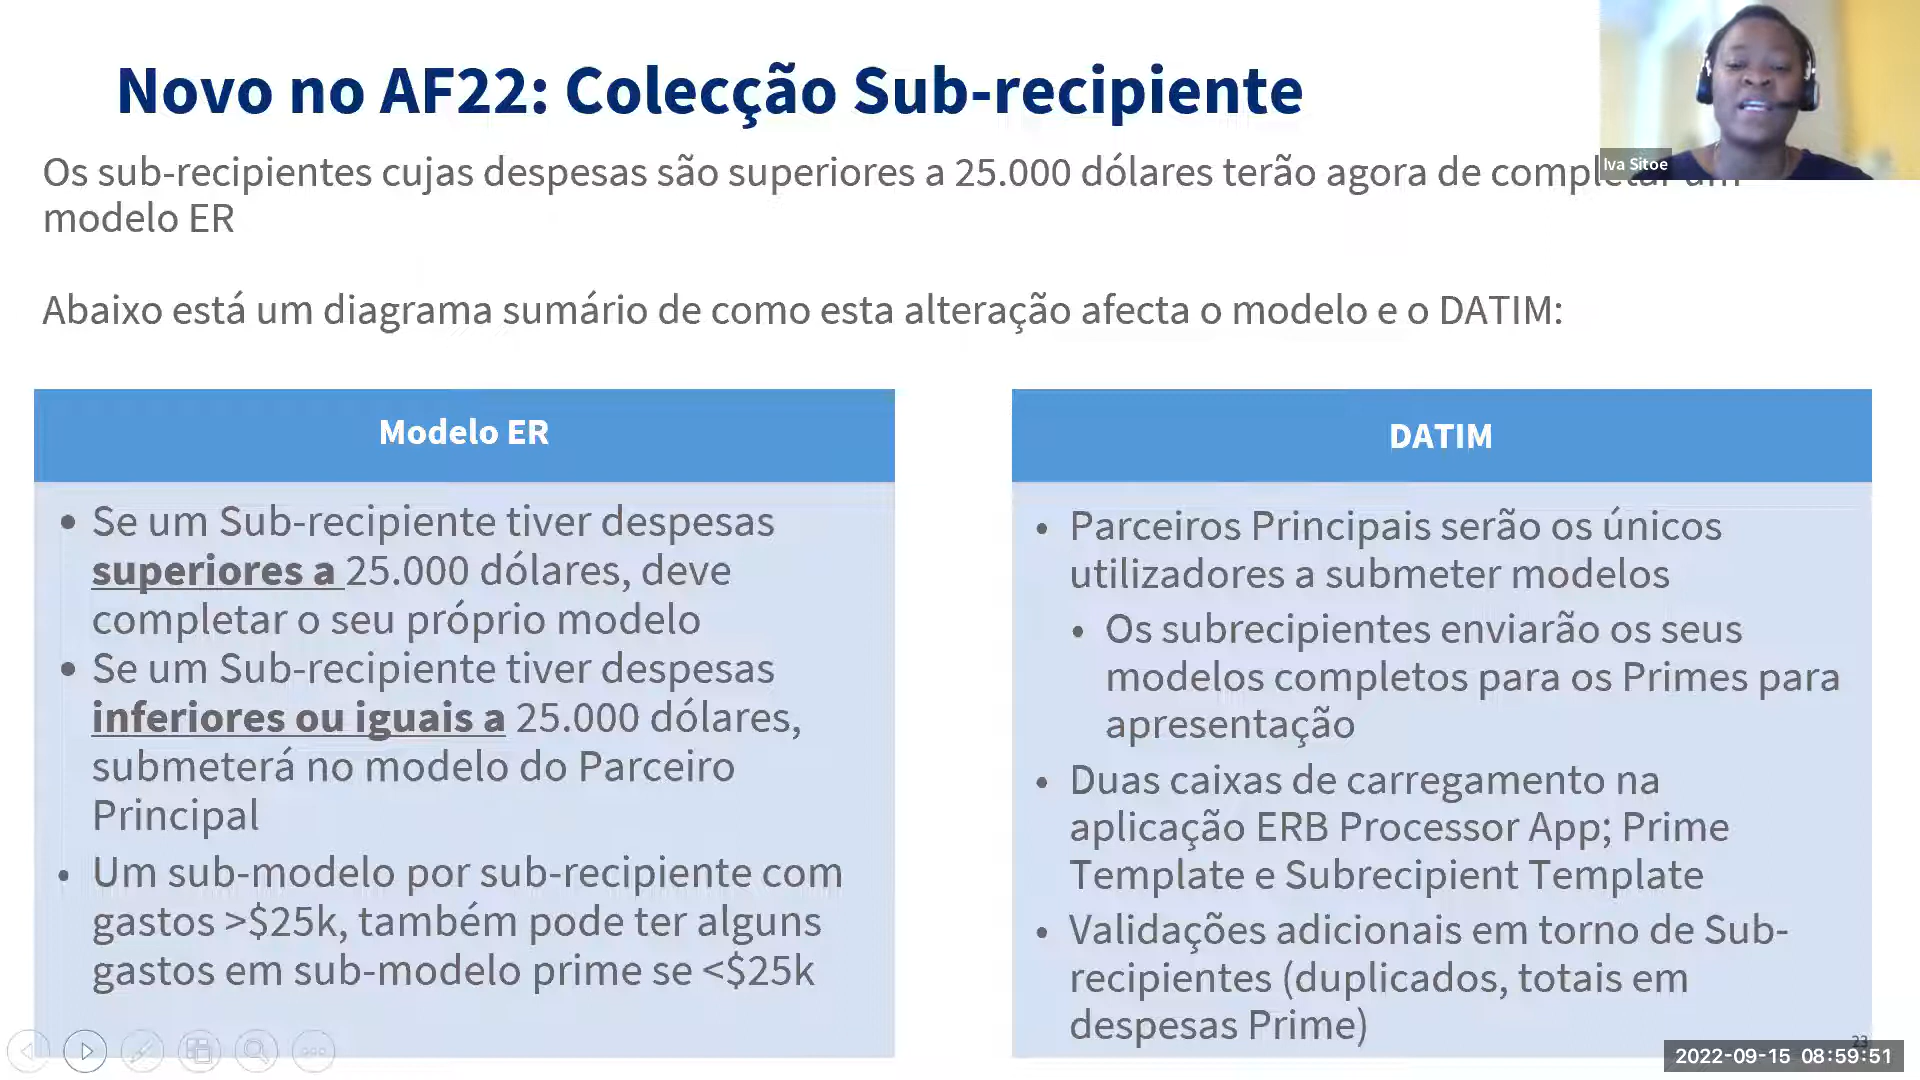 Novo no AF22: Colecção Sub-recipiente
Iva Sitoe
Os sub-recipientes cujas despesas são superiores a 25.000 dólares terão agora de completar um
modelo ER
Abaixo está um diagrama sumário de como esta alteração afecta o modelo e o DATIM:
Modelo ER
• Se um Sub-recipiente tiver despesas
superiores a 25.000 dólares, deve
completar o seu próprio modelo
• Se um Sub-recipiente tiver despesas
inferiores ou iguais a 25.000 dólares,
submeterá no modelo do Parceiro
Principal
• Um sub-modelo por sub-recipiente com
gastos >$25k, também pode ter alguns
gastos em sub-modelo prime se <$25k
DATIM
• Parceiros Principais serão os únicos
utilizadores a submeter modelos
• Os subrecipientes enviarão os seus
modelos completos para os Primes para
apresentação
• Duas caixas de carregamento na
aplicação ERB Processor App; Prime
Template e Subrecipient Template
• Validações adicionais em torno de Sub-
recipientes (duplicados, totais em
despesas Prime)
23
2022-09-15 08:59:51